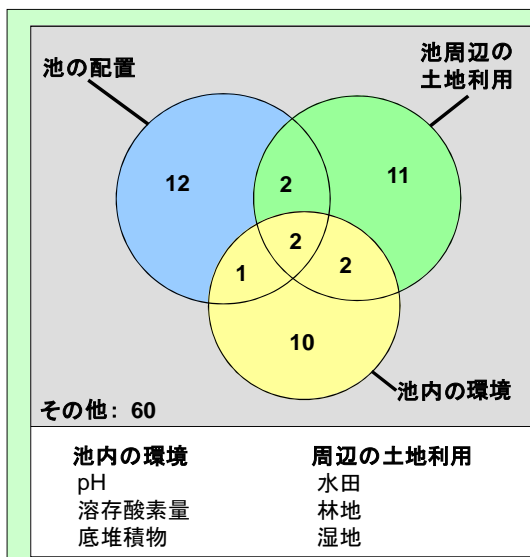 池の配置
池周辺の
土地利用
12
2
11
2
1
2
10
池内の環境
その他: 60
池内の環境
周辺の土地利用
pH
水田
溶存酸素量
林地
底堆積物
湿地